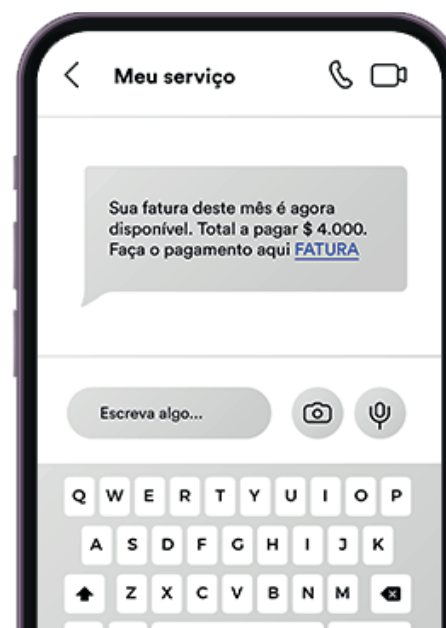 Meu serviço
Sua fatura deste mês é agora
disponível. Total a pagar $ 4.000.
Faça o pagamento aqui FATURA
Escreva algo...
Q W E R T Y U I O P
A S D F G H I J K
Z X C V B N M